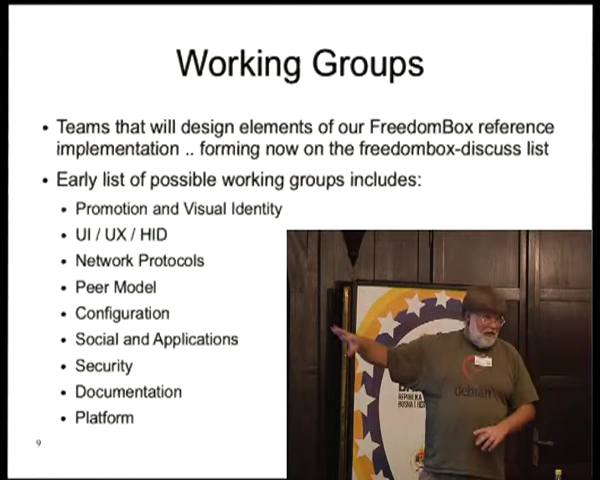 Working Groups
• Teams that will design elements of our FreedomBox reference
implementation .. forming now on the freedombox-discuss list
• Early list of possible working groups includes:
• Promotion and Visual Identity
• UI / UX / HID
• Network Protocols
• Peer Model
• Configuration
• Social and Applications
• Security
• Documentation
• Platform
9
debian
REPUBLIKA